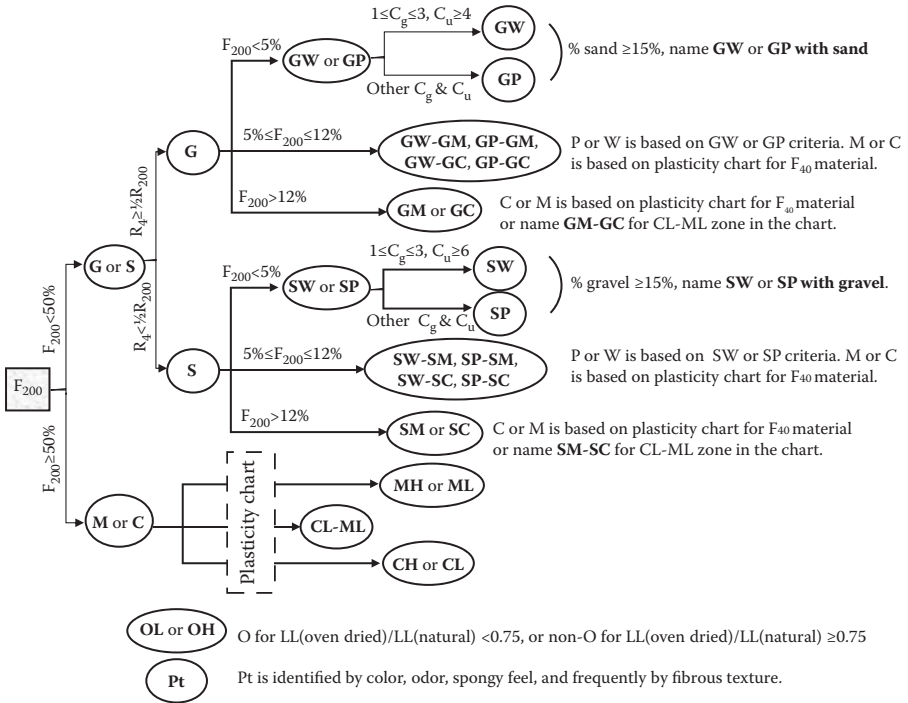 1≤Cg≤3, Cu≥4
GW
F200<5%
GW or GP
% sand ≥15%, name GW or GP with sand
GP
Other Cg & Cu
5%≤F200≤12%
G
GW-GM, GP-GM,
GW-GC, GP-GC
P or W is based on GW or GP criteria. M or C
is based on plasticity chart for F40 material.
R4≥½R200
F200>12%
GM or GC
C or M is based on plasticity chart for F40 material
or name GM-GC for CL-ML zone in the chart.
G or S
1≤Cg≤3, Cu≥6
F200<5%
SW
SW or SP
% gravel ≥15%, name SW or SP with gravel.
SP
Other Cg & Cu
F200<50%
R4<½R200
5%≤F200≤12%
S
SW-SM, SP-SM,
SW-SC, SP-SC
P or W is based on SW or SP criteria. M or C
is based on plasticity chart for F40 material.
F200
F200>12%
SM or SC
C or M is based on plasticity chart for F40 material
or name SM-SC for CL-ML zone in the chart.
F200≥50%
M or C
Plasticity chart
MH or ML
CL-ML
CH or CL
OL or OH
O for LL(oven dried)/LL(natural) <0.75, or non-O for LL(oven dried)/LL(natural) ≥0.75
Pt
Pt is identified by color, odor, spongy feel, and frequently by fibrous texture.